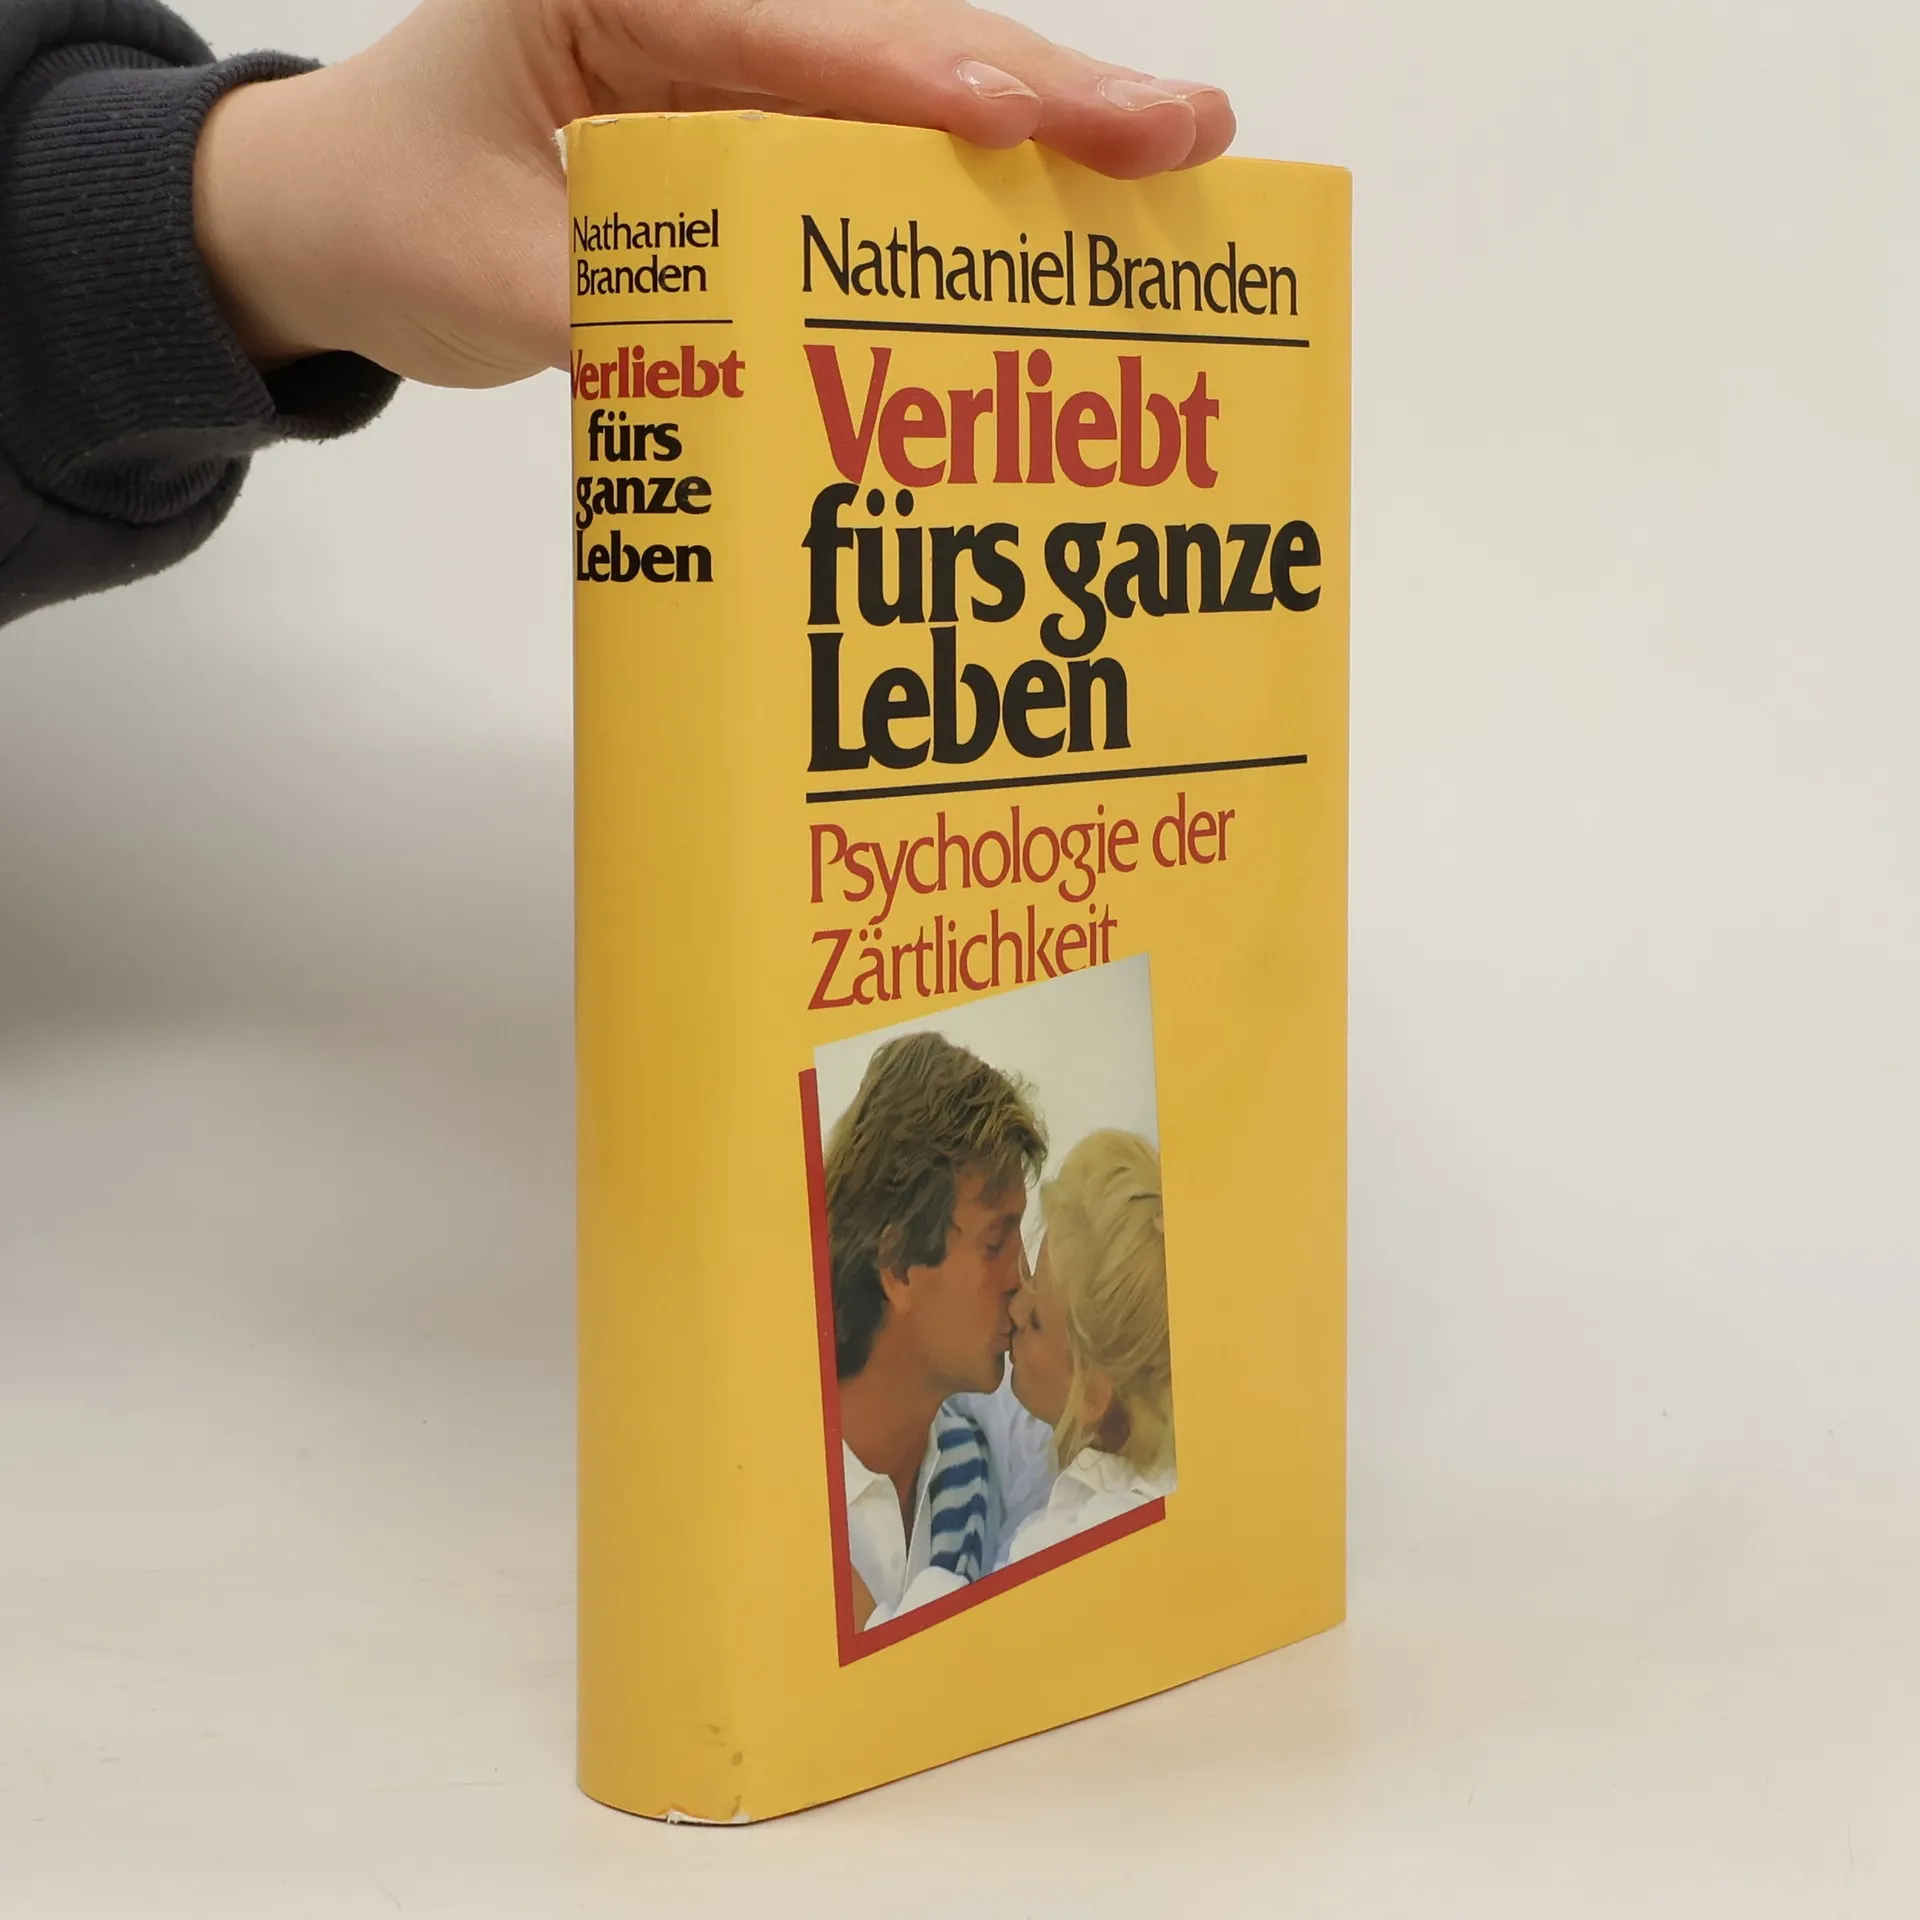 Nathaniel
Branden
Verliebt
fürs
ganze
Leben
Nathaniel Branden
Verliebt
fürs ganze
Leben
Psychologie der
Zärtlichkeit